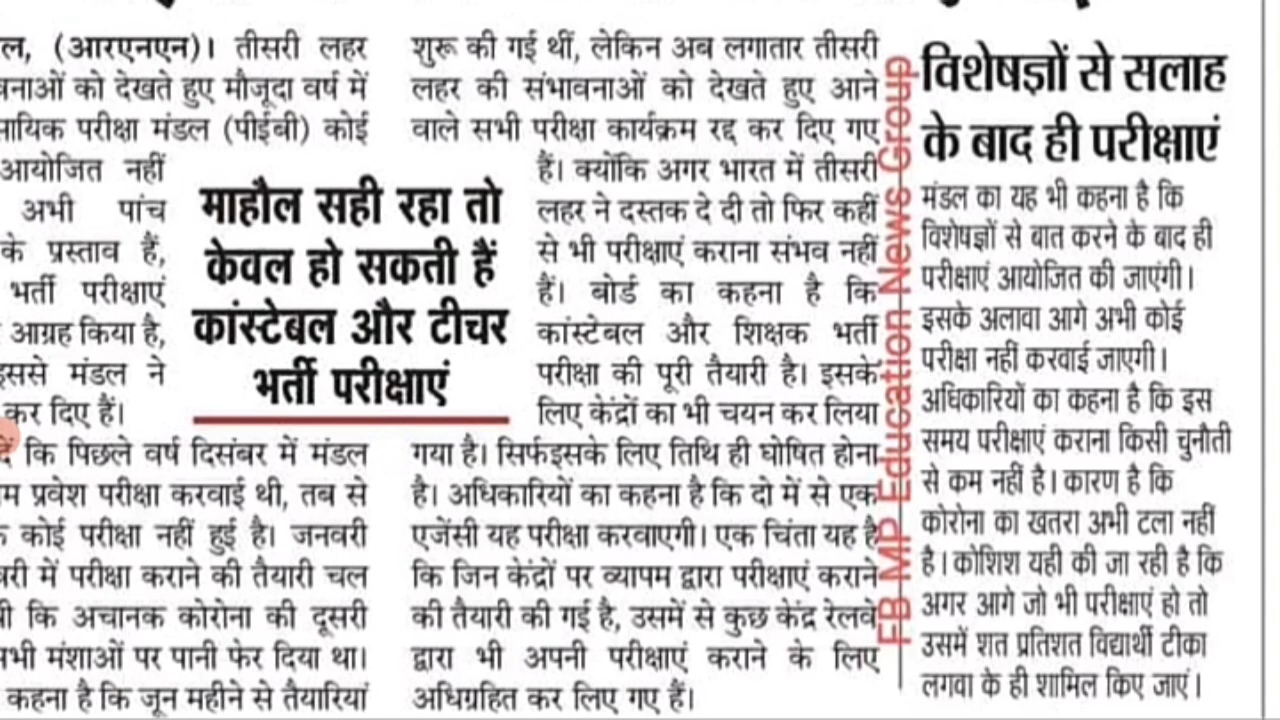 (आरएनएन)। तीसरी लहर
को देखते हुए मौजूदा वर्ष में
परीक्षा मंडल (पीईबी) कोई
आयोजित नहीं
अभी पांच
के प्रस्ताव हैं,
भर्ती परीक्षाएं
आग्रह किया है,
इससे मंडल ने
कर दिए हैं।
माहौल सही रहा तो
केवल हो सकती हैं
कांस्टेबल और टीचर
भर्ती परीक्षाएं
कि पिछले वर्ष दिसंबर में मंडल
प्रवेश परीक्षा करवाई थी, तब से
कोई परीक्षा नहीं हुई है। जनवरी
में परीक्षा कराने की तैयारी चल
कि अचानक कोरोना की दूसरी
मंशाओं पर पानी फेर दिया था।
कहना है कि जून महीने से तैयारियां
शुरू की गई थीं, लेकिन अब लगातार तीसरी
लहर की संभावनाओं को देखते हुए आने
वाले सभी परीक्षा कार्यक्रम रद्द कर दिए गए
हैं। क्योंकि अगर भारत में तीसरी
लहर ने दस्तक दे दी तो फिर कहीं
से भी परीक्षाएं कराना संभव नहीं
हैं। बोर्ड का कहना है कि
कांस्टेबल और शिक्षक भर्ती
परीक्षा की पूरी तैयारी है। इसके
लिए केंद्रों का भी चयन कर लिया
गया है। सिर्फइसके लिए तिथि ही घोषित होना
है। अधिकारियों का कहना है कि दो में से एक
एजेंसी यह परीक्षा करवाएगी। एक चिंता यह है
कि जिन केंद्रों पर व्यापम द्वारा परीक्षाएं कराने
की तैयारी की गई है, उसमें से कुछ केंद्र रेलवे
द्वारा भी अपनी परीक्षाएं कराने के लिए
अधिग्रहित कर लिए गए हैं।
FB MP Education News Group
विशेषज्ञों से सलाह
के बाद ही परीक्षाएं
मंडल का यह भी कहना है कि
विशेषज्ञों से बात करने के बाद ही
परीक्षाएं आयोजित की जाएंगी।
इसके अलावा आगे अभी कोई
परीक्षा नहीं करवाई जाएगी।
अधिकारियों का कहना है कि इस
समय परीक्षाएं कराना किसी चुनौती
से कम नहीं है। कारण है कि
कोरोना का खतरा अभी टला नहीं
है। कोशिश यही की जा रही है कि
अगर आगे जो भी परीक्षाएं हो तो
उसमें शत प्रतिशत विद्यार्थी टीका
लगवा के ही शामिल किए जाएं।